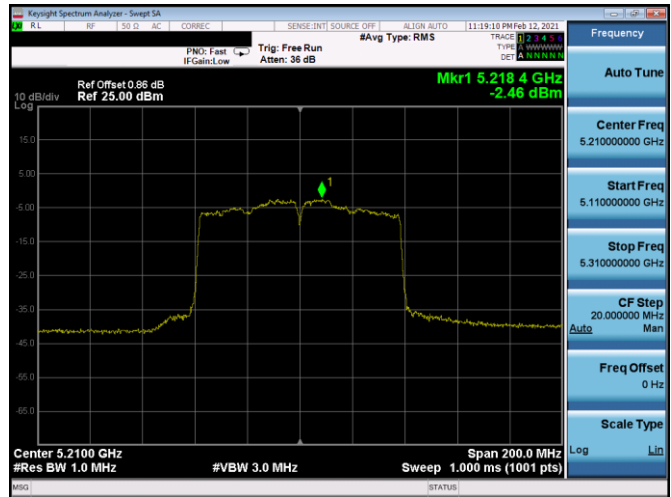 Keysight Spectrum Analyzer - Swept SA
RL RF 50 Ω AC CORREC SENSE:INT SOURCE OFF ALIGN AUTO 11:19:10 PM Feb 12, 2021
#Avg Type: RMS
TRACE 1 2 3 4 5 6
TYPE A WWWWW
DET A N N N N N
PNO: Fast
IFGain:Low
Trig: Free Run
Atten: 36 dB
Mkr1 5.218 4 GHz
-2.46 dBm
Ref Offset 0.86 dB
10 dB/div Ref 25.00 dBm
Log
15.0
5.00
-5.00
-15.0
-25.0
-35.0
-45.0
-55.0
-65.0
1
Center 5.2100 GHz
Span 200.0 MHz
#Res BW 1.0 MHz
#VBW 3.0 MHz
Sweep 1.000 ms (1001 pts)
MSG
STATUS
Frequency
Auto Tune
Center Freq
5.210000000 GHz
Start Freq
5.110000000 GHz
Stop Freq
5.310000000 GHz
CF Step
20.000000 MHz
Auto Man
Freq Offset
0 Hz
Scale Type
Log Lin